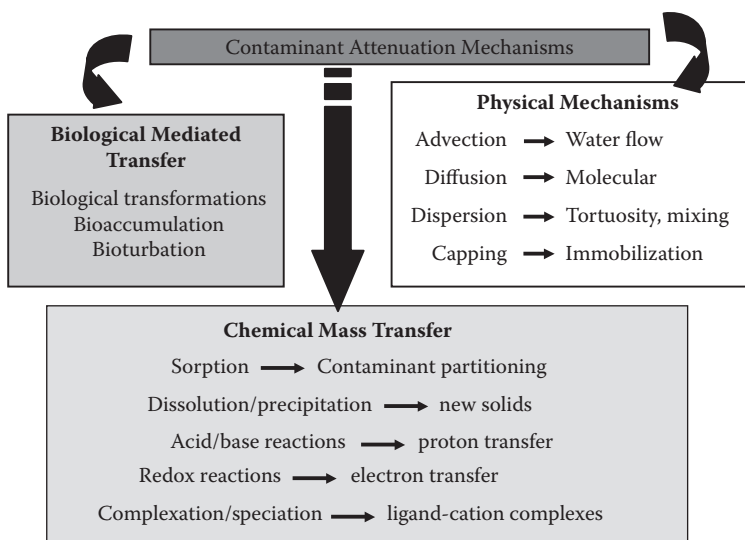 Contaminant Attenuation Mechanisms
Biological Mediated
Transfer
Biological transformations
Bioaccumulation
Bioturbation
Physical Mechanisms
Advection → Water flow
Diffusion → Molecular
Dispersion → Tortuosity, mixing
Capping → Immobilization
Chemical Mass Transfer
Sorption → Contaminant partitioning
Dissolution/precipitation → new solids
Acid/base reactions → proton transfer
Redox reactions → electron transfer
Complexation/speciation → ligand-cation complexes